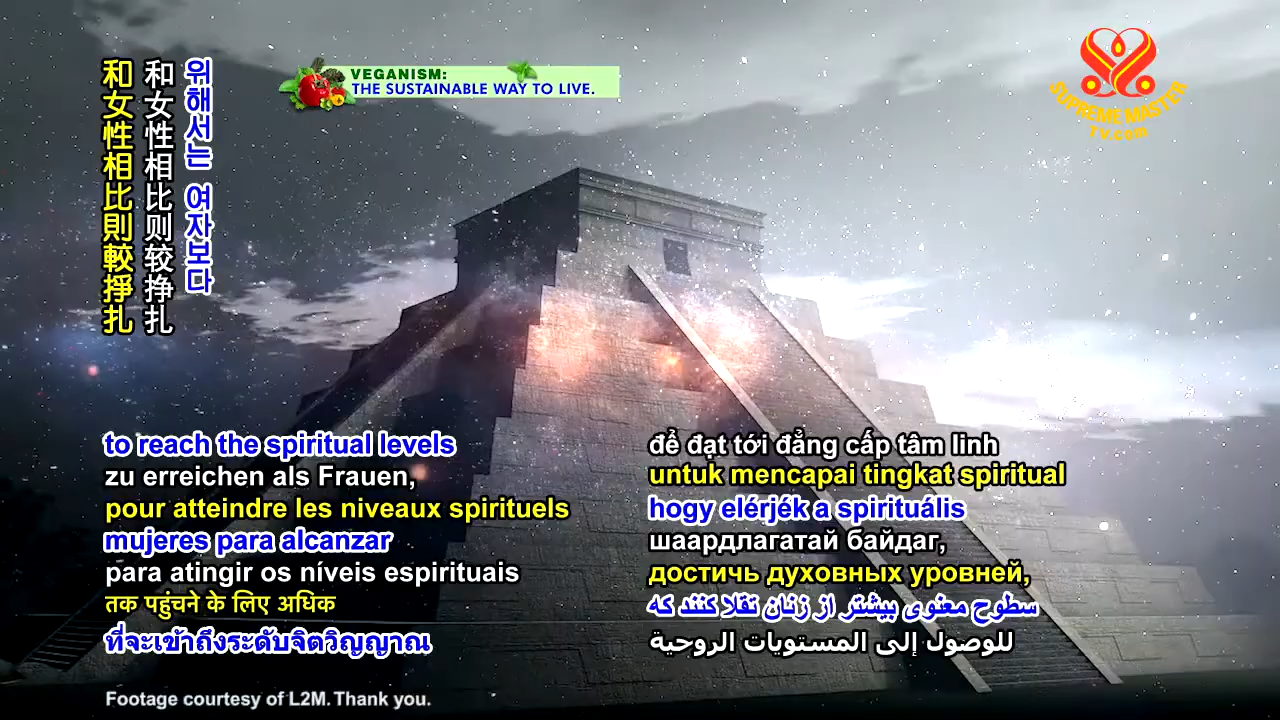 VEGANISM:
THE SUSTAINABLE WAY TO LIVE.
SUPREME MASTER
TV.com
和女性相比則較掙扎
和女性相比则较挣扎
위해서는 여자보다
to reach the spiritual levels
zu erreichen als Frauen,
pour atteindre les niveaux spirituels
mujeres para alcanzar
para atingir os níveis espirituais
तक पहुंचने के लिए अधिक
ที่จะเข้าถึงระดับจิตวิญญาณ
để đạt tới đẳng cấp tâm linh
untuk mencapai tingkat spiritual
hogy elérjék a spirituális
шаардлагатай байдаг,
достичь духовных уровней,
سطوح معنوی بیشتر از زنان تقلا کنند که
للوصول إلى المستويات الروحية
Footage courtesy of L2M. Thank you.